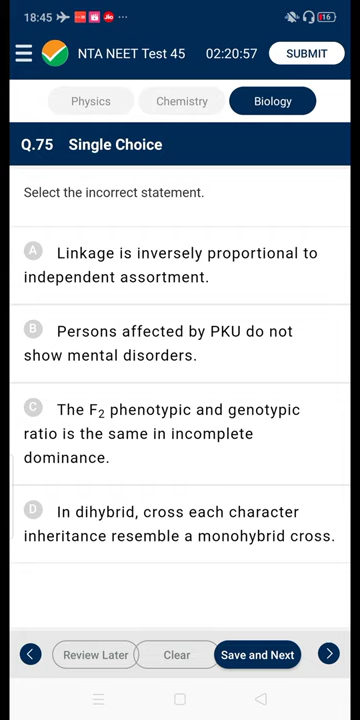 18:45 Jio ... 16
NTA NEET Test 45 02:20:57 SUBMIT
Physics Chemistry Biology
Q.75 Single Choice
Select the incorrect statement.
A Linkage is inversely proportional to
independent assortment.
B Persons affected by PKU do not
show mental disorders.
C The F₂ phenotypic and genotypic
ratio is the same in incomplete
dominance.
D In dihybrid, cross each character
inheritance resemble a monohybrid cross.
< Review Later Clear Save and Next >